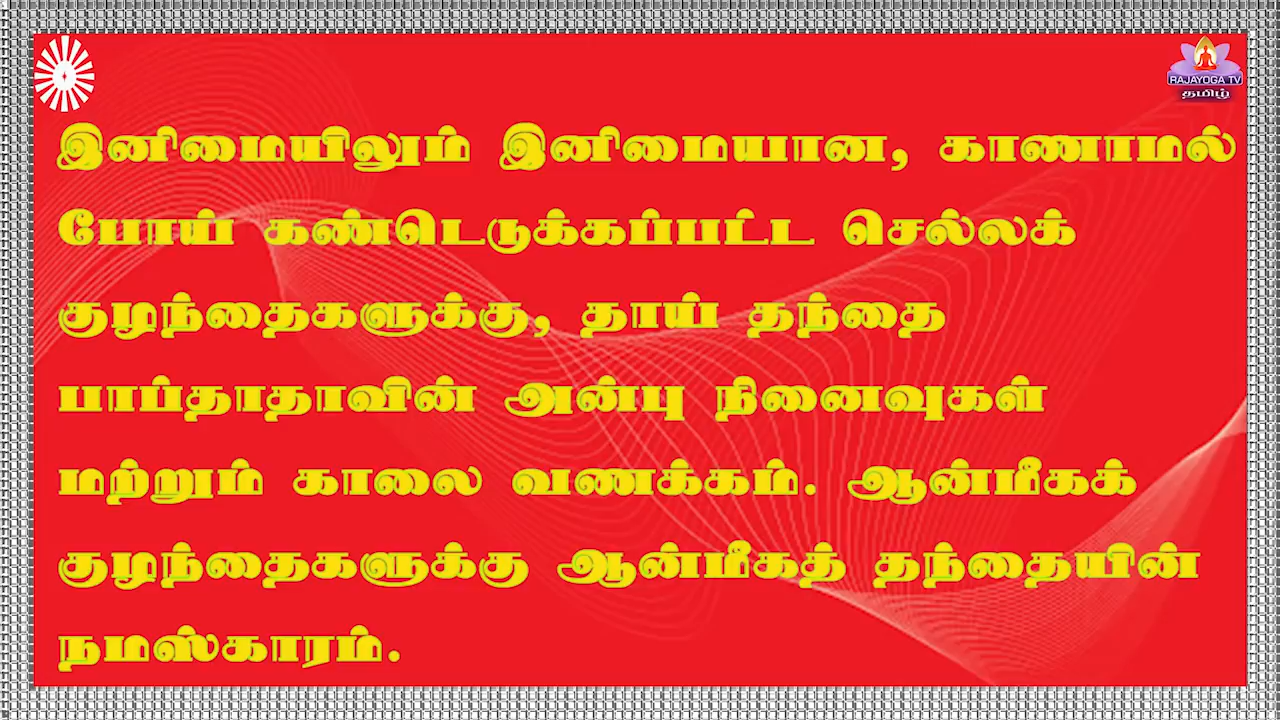 RAJAYOGA TV
தமிழ்
இனிமையிலும் இனிமையான, காணாமல்
போய் கண்டெருக்கப்பட்ட செல்லக்
குழந்தைகளுக்கு, தாய் தந்தை
பாப்தாதாவின் அன்பு நினைவுகள்
மற்றும் காலை வணக்கம். ஆன்மீகக்
குழந்தைகளுக்கு ஆன்மீகத் தந்தையின்
நமஸ்காரம்.